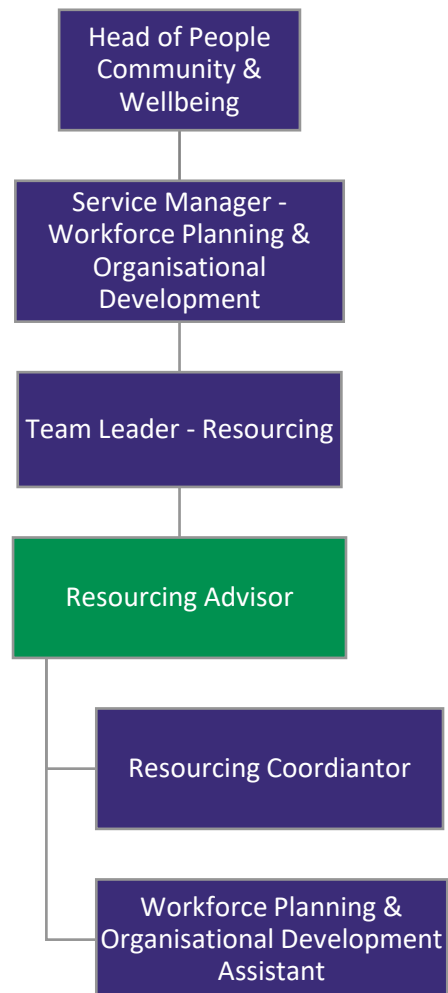 Head of People
Community &
Wellbeing
Service Manager -
Workforce Planning &
Organisational
Development
Team Leader - Resourcing
Resourcing Advisor
Resourcing Coordiantor
Workforce Planning &
Organisational Development
Assistant